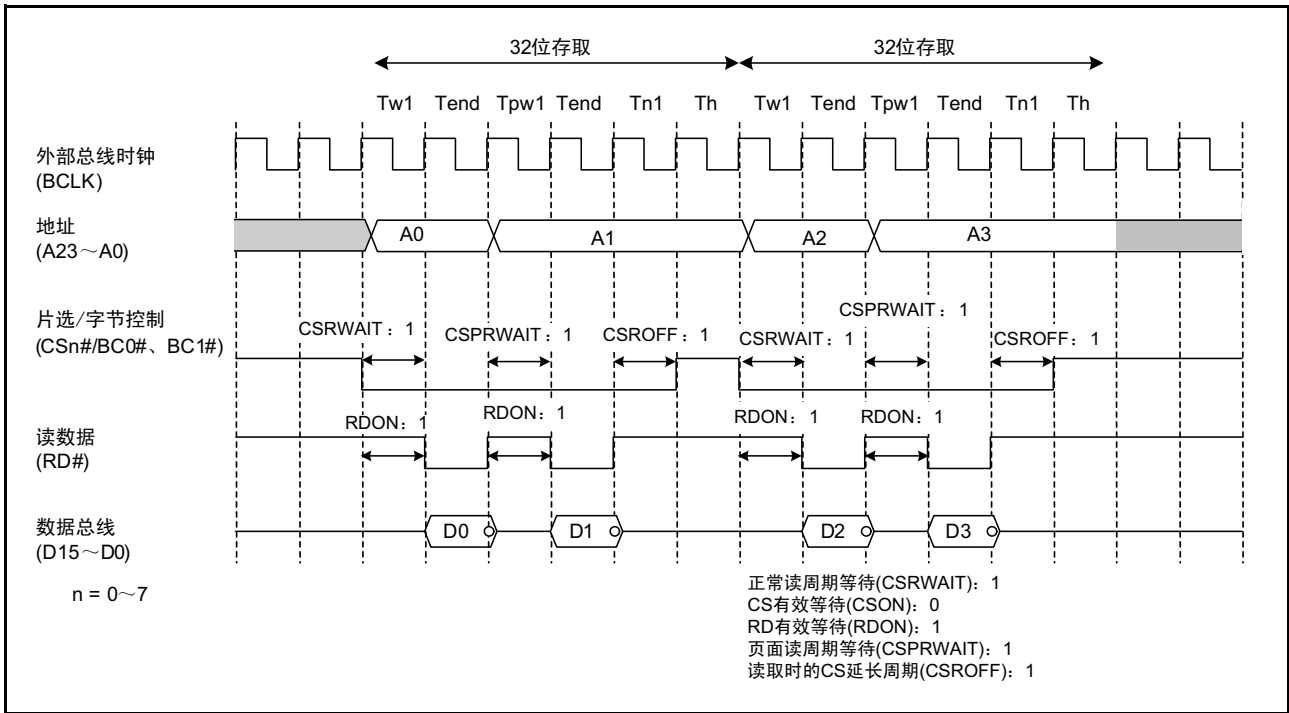 32位存取 32位存取
Tw1 Tend Tpw1 Tend Tn1 Th Tw1 Tend Tpw1 Tend Tn1 Th
外部总线时钟
(BCLK)
地址
(A23～A0)
A0 A1 A2 A3
片选/字节控制
(CSn#/BC0#、BC1#)
CSRWAIT：1 CSPRWAIT：1 CSROFF：1 CSRWAIT：1 CSPRWAIT：1 CSROFF：1
读数据
(RD#)
RDON：1 RDON：1 RDON：1 RDON：1
数据总线
(D15～D0)
D0 D1 D2 D3
n = 0～7
正常读周期等待(CSRWAIT)：1
CS有效等待(CSON)：0
RD有效等待(RDON)：1
页面读周期等待(CSPRWAIT)：1
读取时的CS延长周期(CSROFF)：1